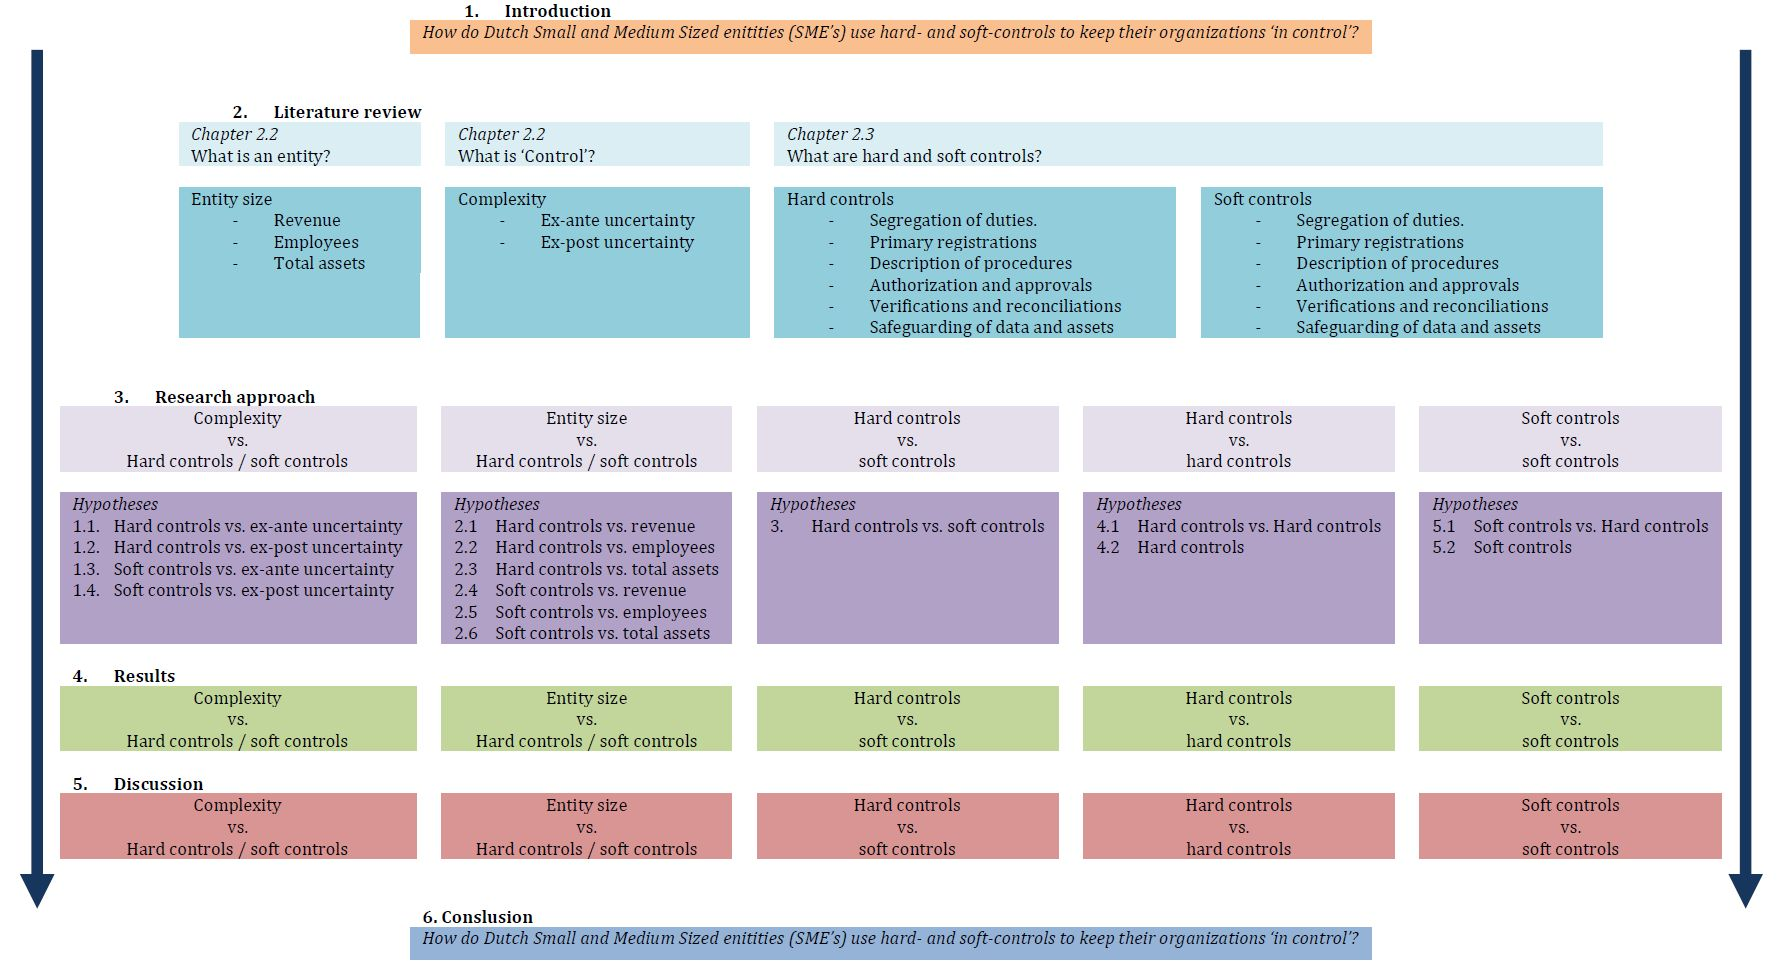 1. Introduction
How do Dutch Small and Medium Sized enitities (SME's) use hard- and soft-controls to keep their organizations ‘in control’?
2. Literature review
Chapter 2.2
What is an entity?
Chapter 2.2
What is ‘Control’?
Chapter 2.3
What are hard and soft controls?
Entity size
- Revenue
- Employees
- Total assets
Complexity
- Ex-ante uncertainty
- Ex-post uncertainty
Hard controls
- Segregation of duties.
- Primary registrations
- Description of procedures
- Authorization and approvals
- Verifications and reconciliations
- Safeguarding of data and assets
Soft controls
- Segregation of duties.
- Primary registrations
- Description of procedures
- Authorization and approvals
- Verifications and reconciliations
- Safeguarding of data and assets
3. Research approach
Complexity
vs.
Hard controls / soft controls
Entity size
vs.
Hard controls / soft controls
Hard controls
vs.
soft controls
Hard controls
vs.
hard controls
Soft controls
vs.
soft controls
Hypotheses
1.1. Hard controls vs. ex-ante uncertainty
1.2. Hard controls vs. ex-post uncertainty
1.3. Soft controls vs. ex-ante uncertainty
1.4. Soft controls vs. ex-post uncertainty
Hypotheses
2.1 Hard controls vs. revenue
2.2 Hard controls vs. employees
2.3 Hard controls vs. total assets
2.4 Soft controls vs. revenue
2.5 Soft controls vs. employees
2.6 Soft controls vs. total assets
Hypotheses
3. Hard controls vs. soft controls
Hypotheses
4.1 Hard controls vs. Hard controls
4.2 Hard controls
Hypotheses
5.1 Soft controls vs. Hard controls
5.2 Soft controls
4. Results
Complexity
vs.
Hard controls / soft controls
Entity size
vs.
Hard controls / soft controls
Hard controls
vs.
soft controls
Hard controls
vs.
hard controls
Soft controls
vs.
soft controls
5. Discussion
Complexity
vs.
Hard controls / soft controls
Entity size
vs.
Hard controls / soft controls
Hard controls
vs.
soft controls
Hard controls
vs.
hard controls
Soft controls
vs.
soft controls
6. Conslusion
How do Dutch Small and Medium Sized enitities (SME's) use hard- and soft-controls to keep their organizations ‘in control’?